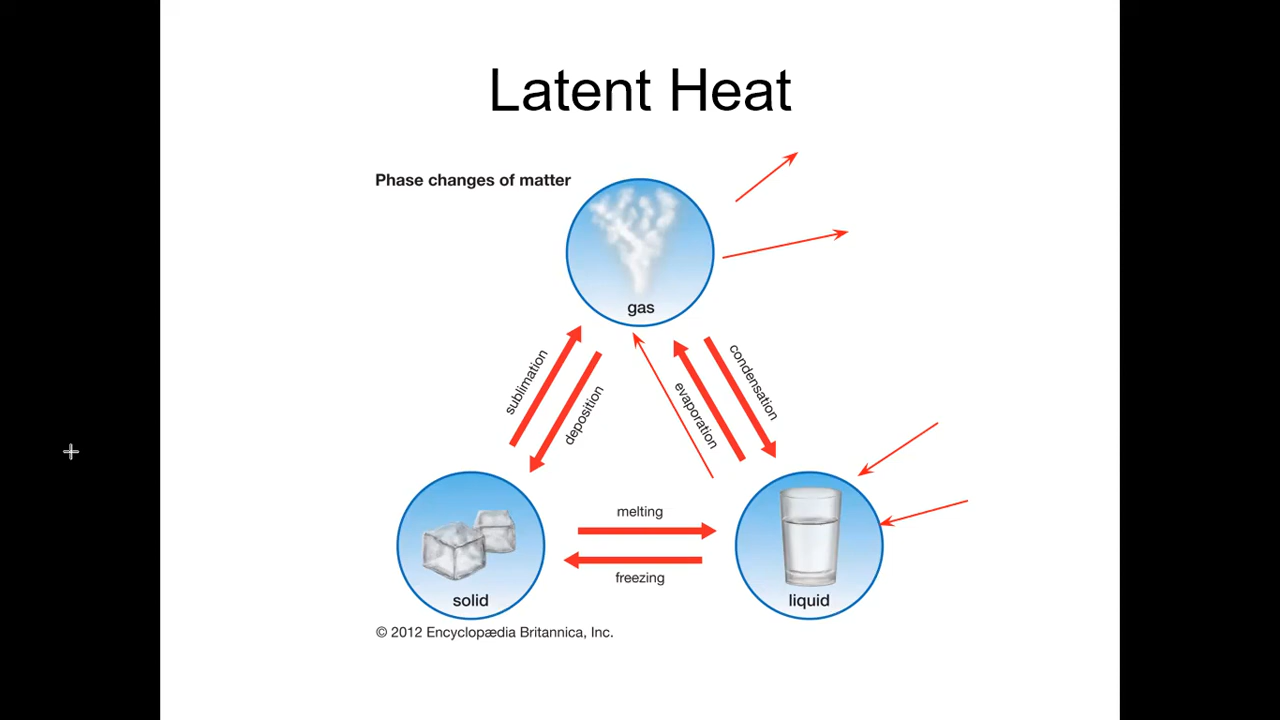 Latent Heat
Phase changes of matter
gas
sublimation
deposition
evaporation
condensation
melting
freezing
solid
liquid
© 2012 Encyclopædia Britannica, Inc.